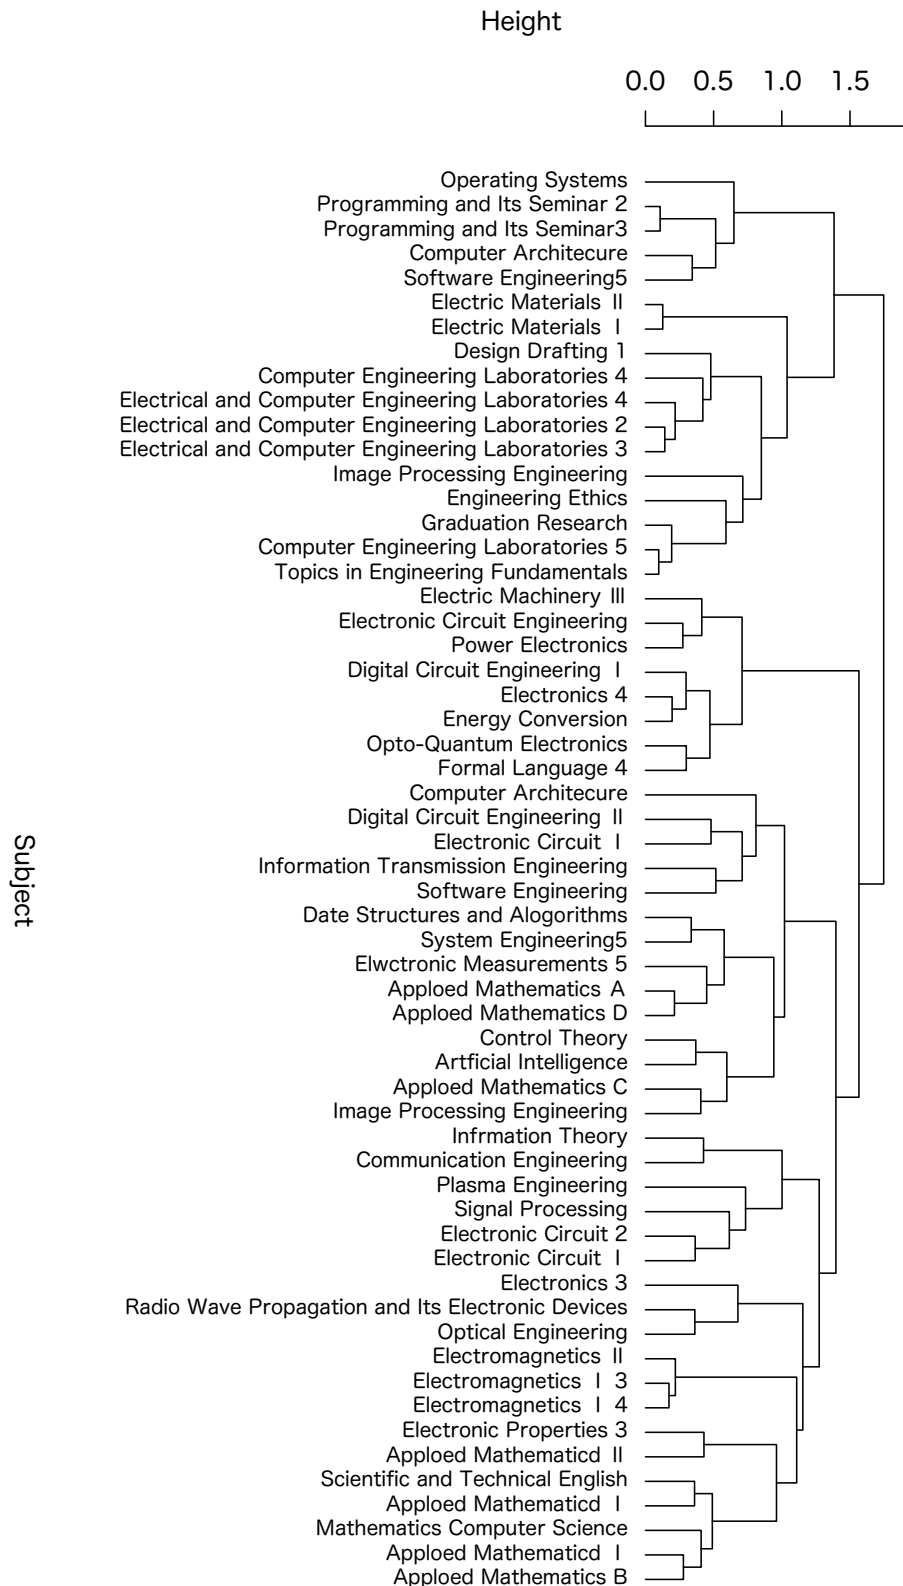 Height
0.0 0.5 1.0 1.5
Operating Systems
Programming and Its Seminar 2
Programming and Its Seminar3
Computer Architecure
Software Engineering5
Electric Materials II
Electric Materials I
Design Drafting 1
Computer Engineering Laboratories 4
Electrical and Computer Engineering Laboratories 4
Electrical and Computer Engineering Laboratories 2
Electrical and Computer Engineering Laboratories 3
Image Processing Engineering
Engineering Ethics
Graduation Research
Computer Engineering Laboratories 5
Topics in Engineering Fundamentals
Electric Machinery III
Electronic Circuit Engineering
Power Electronics
Digital Circuit Engineering I
Electronics 4
Energy Conversion
Opto-Quantum Electronics
Formal Language 4
Computer Architecure
Digital Circuit Engineering II
Electronic Circuit I
Information Transmission Engineering
Software Engineering
Date Structures and Alogorithms
System Engineering5
Elwctronic Measurements 5
Apploed Mathematics A
Apploed Mathematics D
Control Theory
Artficial Intelligence
Apploed Mathematics C
Image Processing Engineering
Infrmation Theory
Communication Engineering
Plasma Engineering
Signal Processing
Electronic Circuit 2
Electronic Circuit I
Electronics 3
Radio Wave Propagation and Its Electronic Devices
Optical Engineering
Electromagnetics II
Electromagnetics I 3
Electromagnetics I 4
Electronic Properties 3
Apploed Mathematicd II
Scientific and Technical English
Apploed Mathematicd I
Mathematics Computer Science
Apploed Mathematicd I
Apploed Mathematics B
Subject